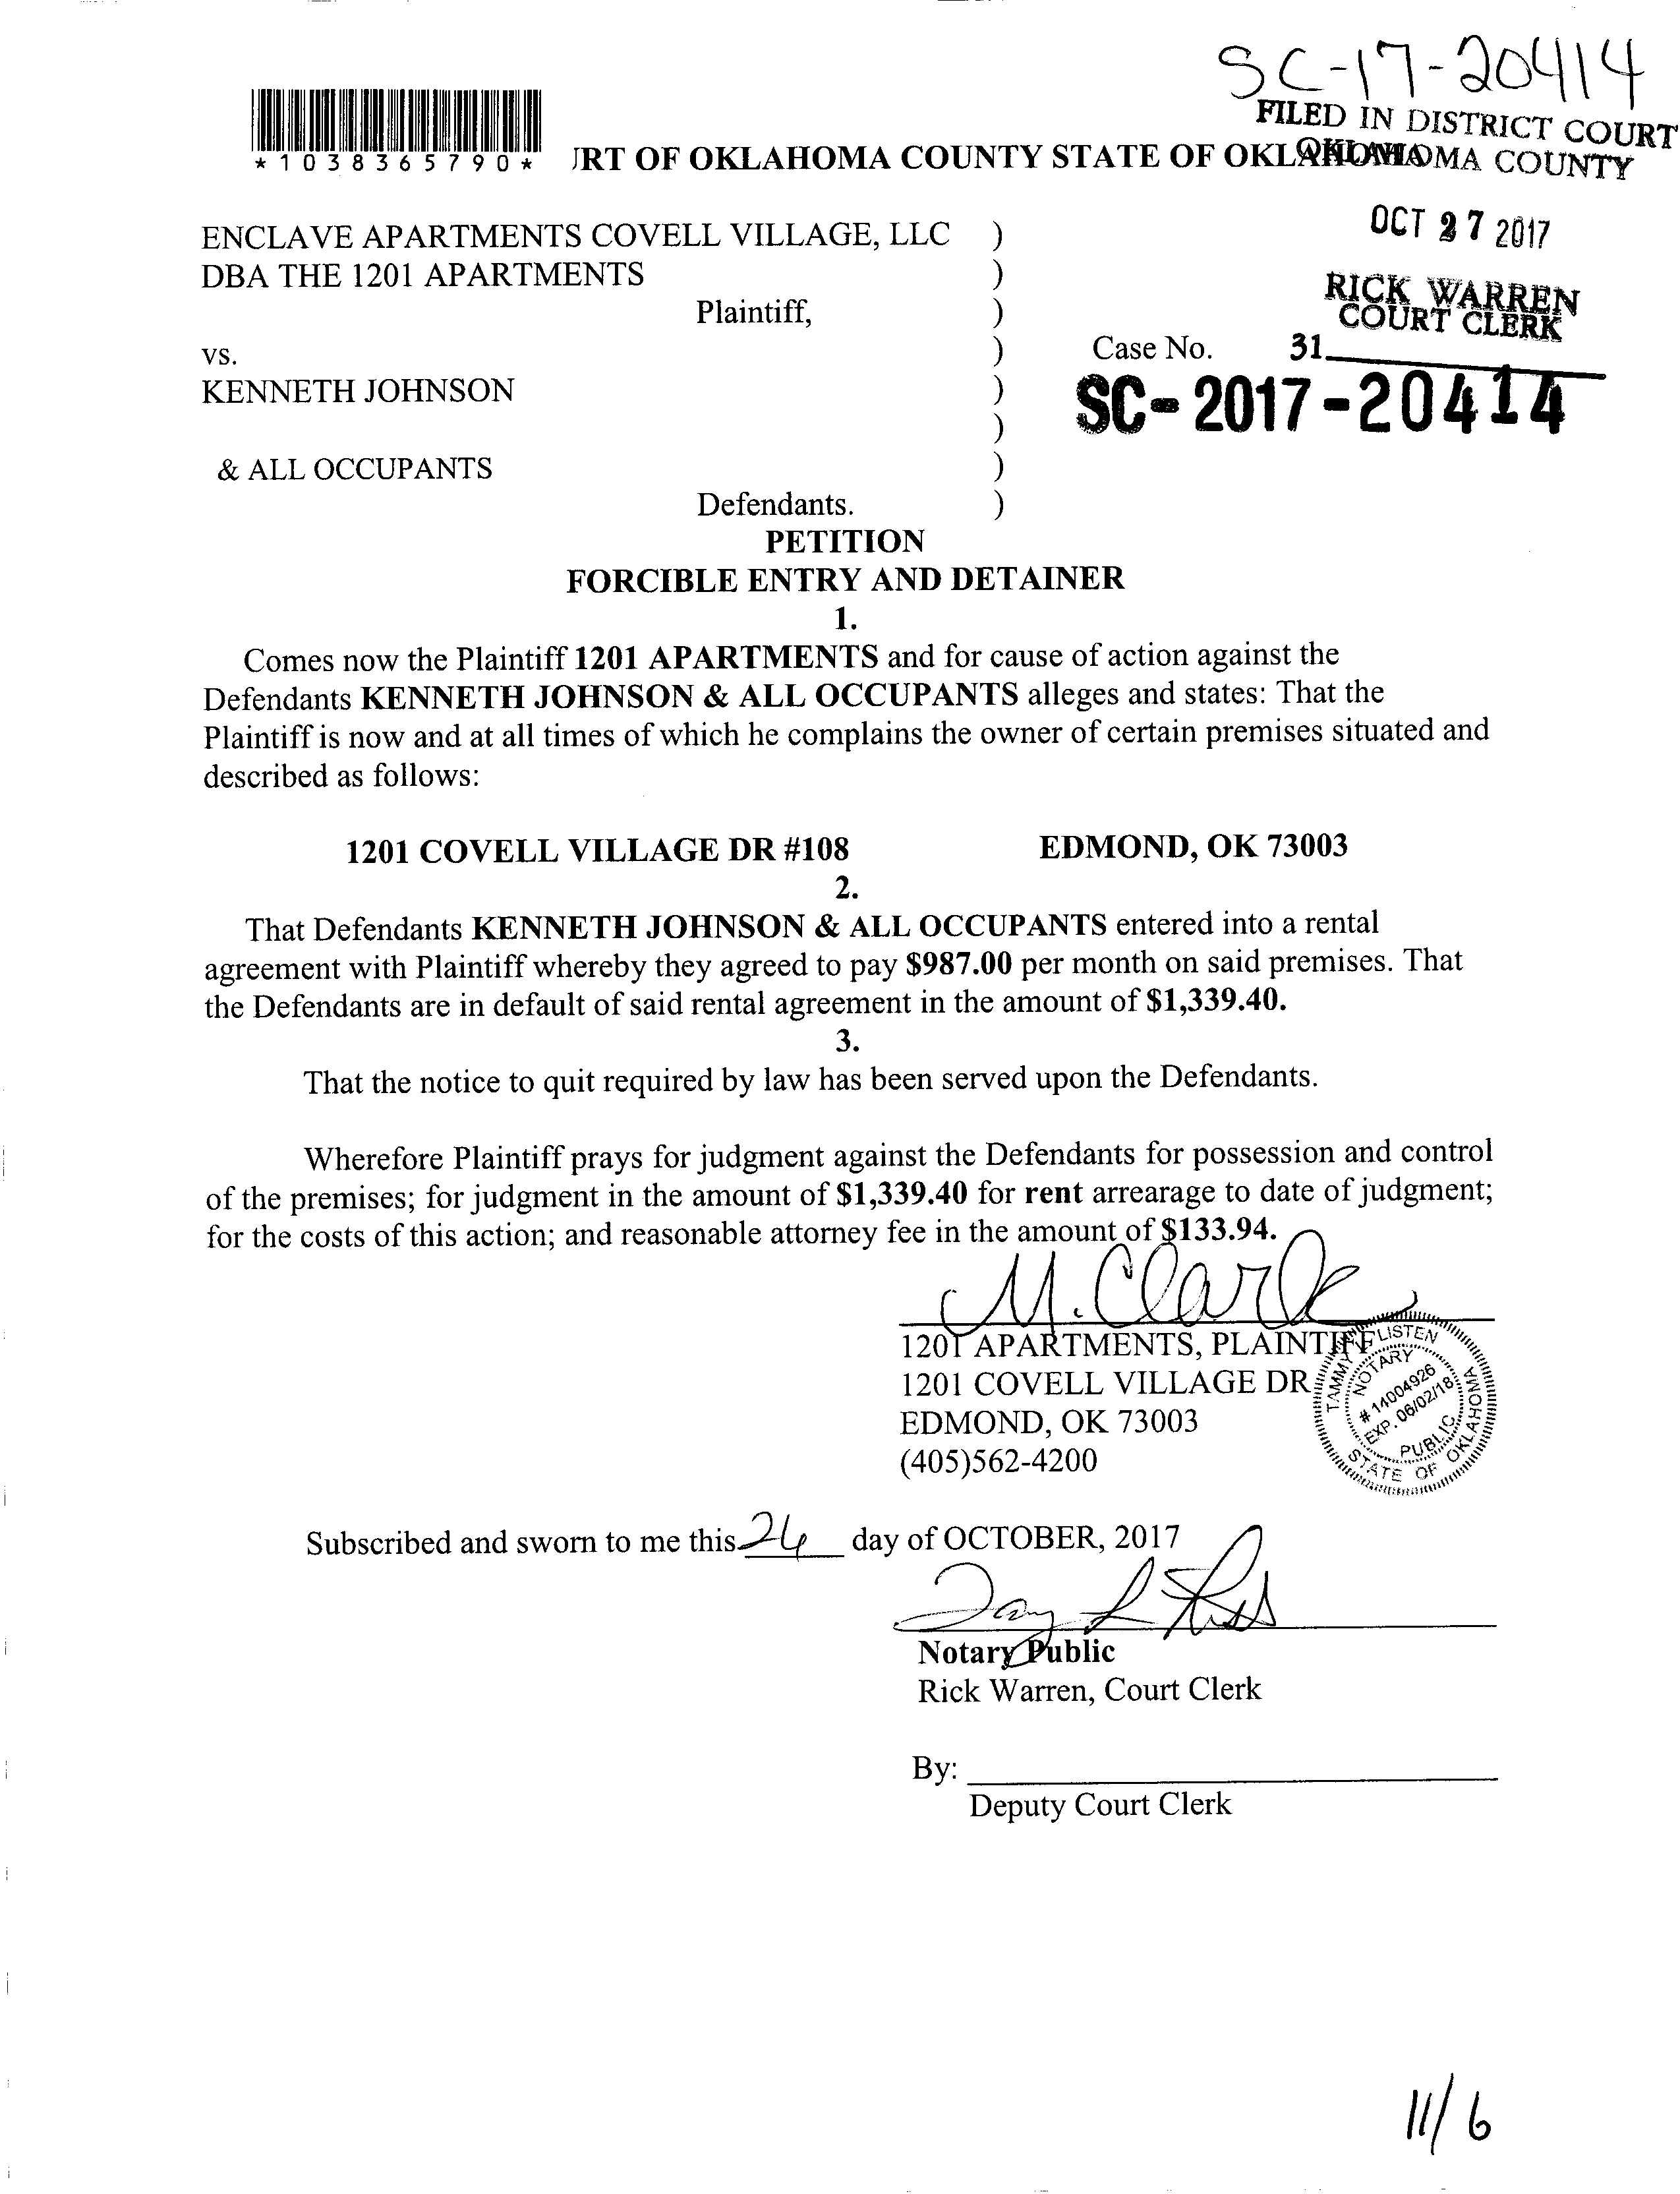 SC-17-20414
FILED IN DISTRICT COURT
OKLAHOMA COUNTY
*1038365790*
JRT OF OKLAHOMA COUNTY STATE OF OKLAHOMA
OCT 27 2017
RICK WARREN
COURT CLERK
31
ENCLAVE APARTMENTS COVELL VILLAGE, LLC )
DBA THE 1201 APARTMENTS )
Plaintiff, )
vs. ) Case No.
KENNETH JOHNSON ) SC-2017-20414
)
& ALL OCCUPANTS )
Defendants. )
PETITION
FORCIBLE ENTRY AND DETAINER
1.
Comes now the Plaintiff 1201 APARTMENTS and for cause of action against the
Defendants KENNETH JOHNSON & ALL OCCUPANTS alleges and states: That the
Plaintiff is now and at all times of which he complains the owner of certain premises situated and
described as follows:
1201 COVELL VILLAGE DR #108 EDMOND, OK 73003
2.
That Defendants KENNETH JOHNSON & ALL OCCUPANTS entered into a rental
agreement with Plaintiff whereby they agreed to pay $987.00 per month on said premises. That
the Defendants are in default of said rental agreement in the amount of $1,339.40.
3.
That the notice to quit required by law has been served upon the Defendants.
Wherefore Plaintiff prays for judgment against the Defendants for possession and control
of the premises; for judgment in the amount of $1,339.40 for rent arrearage to date of judgment;
for the costs of this action; and reasonable attorney fee in the amount of $133.94.
M. Clark
1201 APARTMENTS, PLAINTIFF
1201 COVELL VILLAGE DR
EDMOND, OK 73003
(405)562-4200
TAMMY LISTEN
NOTARY
# 14004926
EXP. 06/02/18
PUBLIC
STATE OF OKLAHOMA
Subscribed and sworn to me this day of OCTOBER, 2017
Notary Public
Rick Warren, Court Clerk
By:
Deputy Court Clerk
11/6